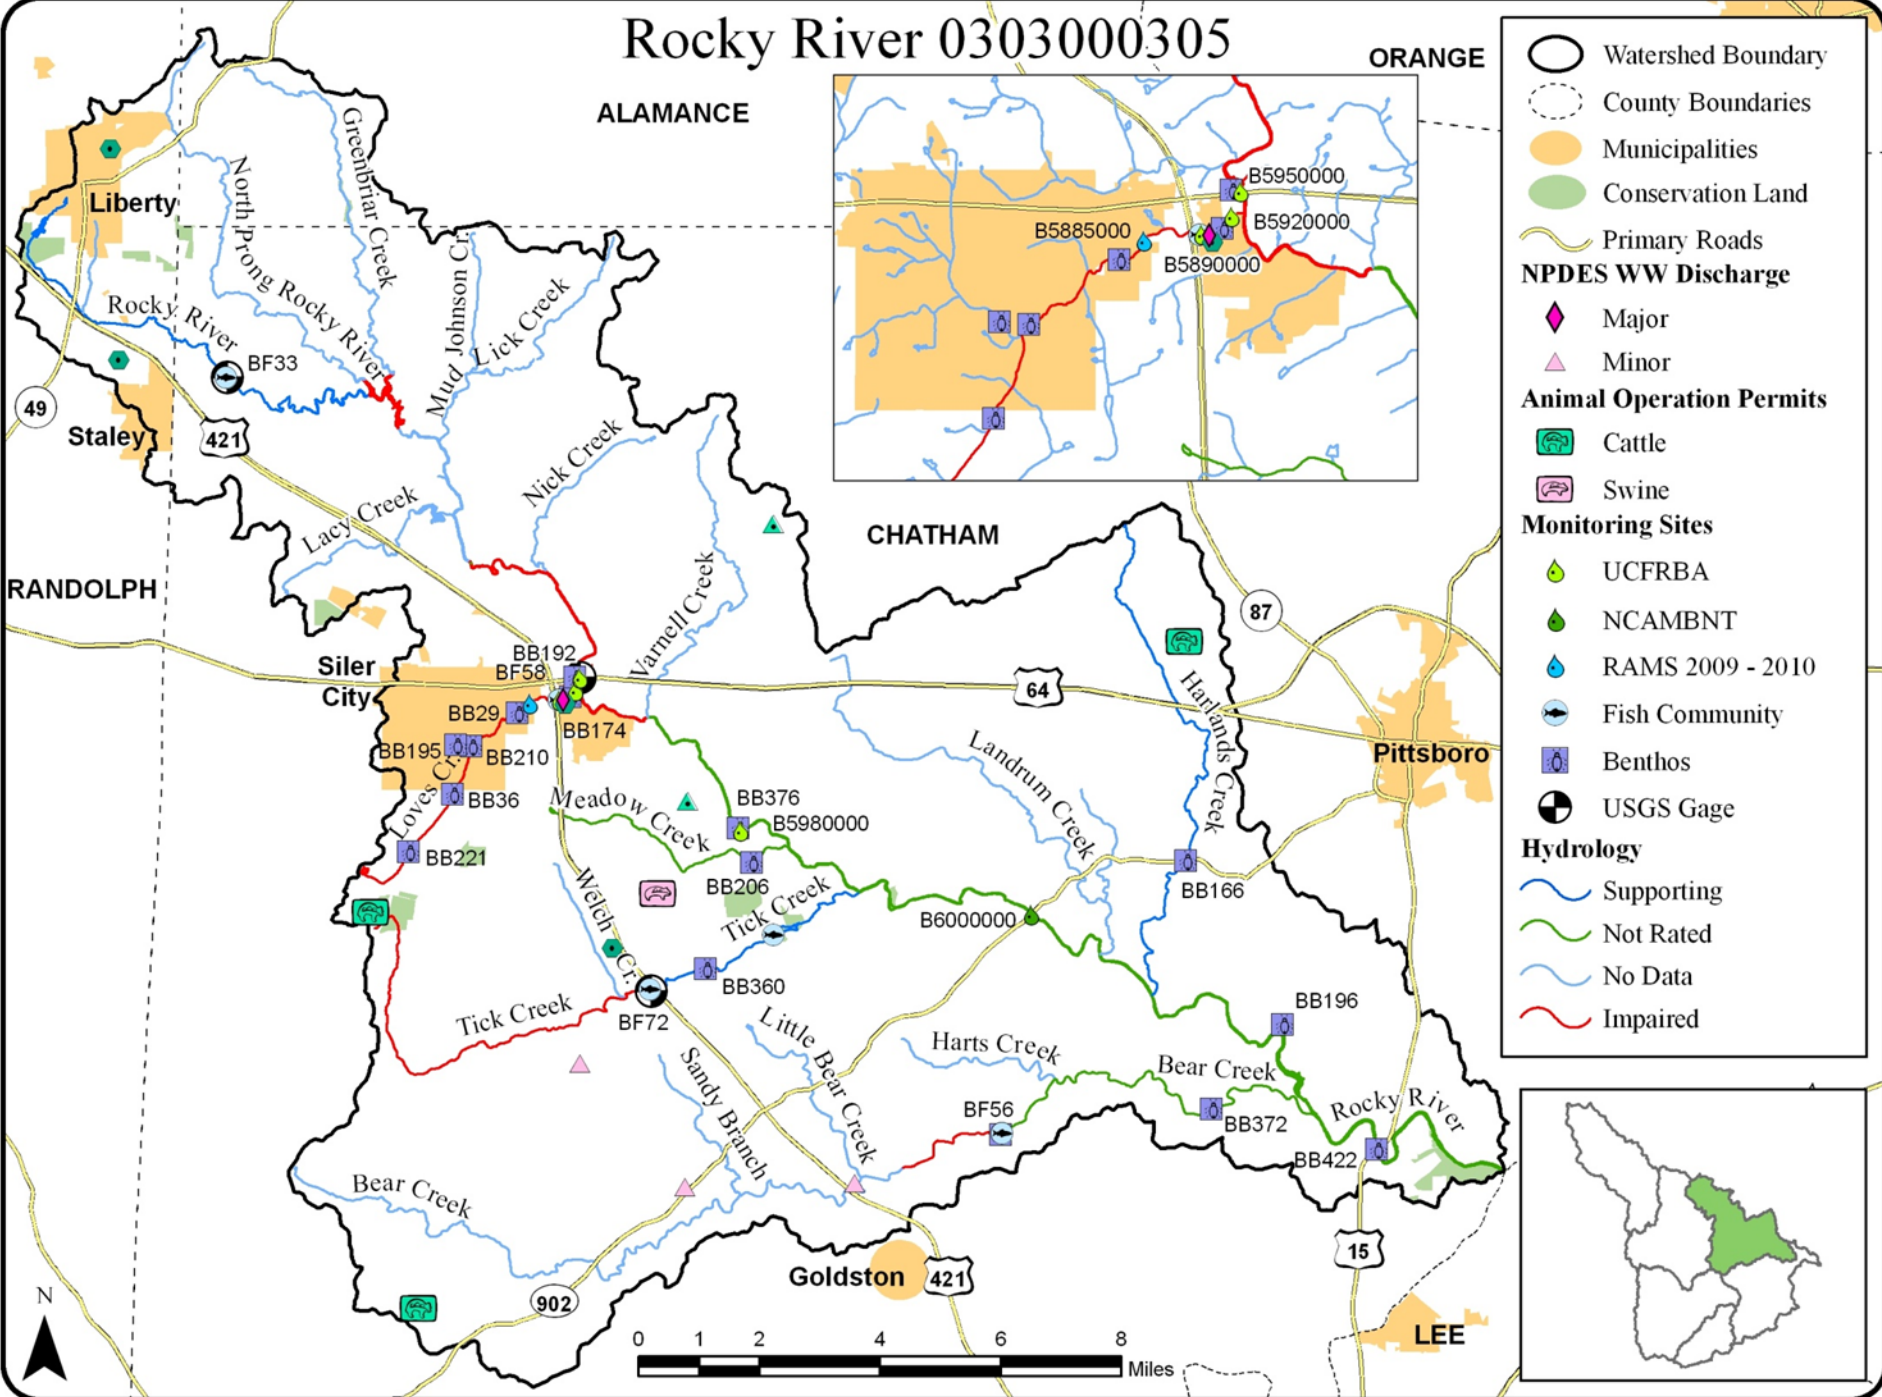 Rocky River 0303000305
ORANGE
ALAMANCE
CHATHAM
RANDOLPH
LEE
Liberty
Staley
Siler
City
Pittsboro
Goldston
Greenbriar Creek
North Prong Rocky River
Rocky River
Mud Johnson Cr.
Lick Creek
Nick Creek
Lacy Creek
Varnell Creek
Loves Cr.
Meadow Creek
Welch Cr.
Tick Creek
Tick Creek
Landrum Creek
Harlands Creek
Little Bear Creek
Harts Creek
Bear Creek
Sandy Branch
Bear Creek
Rocky River
B5950000
B5920000
B5885000
B5890000
BF33
BB192
BF58
BB29
BB174
BB195
BB210
BB36
BB221
BB376
B5980000
BB206
B6000000
BB166
BB360
BF72
BB196
BF56
BB372
BB422
49
421
87
64
902
421
15
N
0 1 2 4 6 8
Miles
Watershed Boundary
County Boundaries
Municipalities
Conservation Land
Primary Roads
NPDES WW Discharge
Major
Minor
Animal Operation Permits
Cattle
Swine
Monitoring Sites
UCFRBA
NCAMBNT
RAMS 2009 - 2010
Fish Community
Benthos
USGS Gage
Hydrology
Supporting
Not Rated
No Data
Impaired